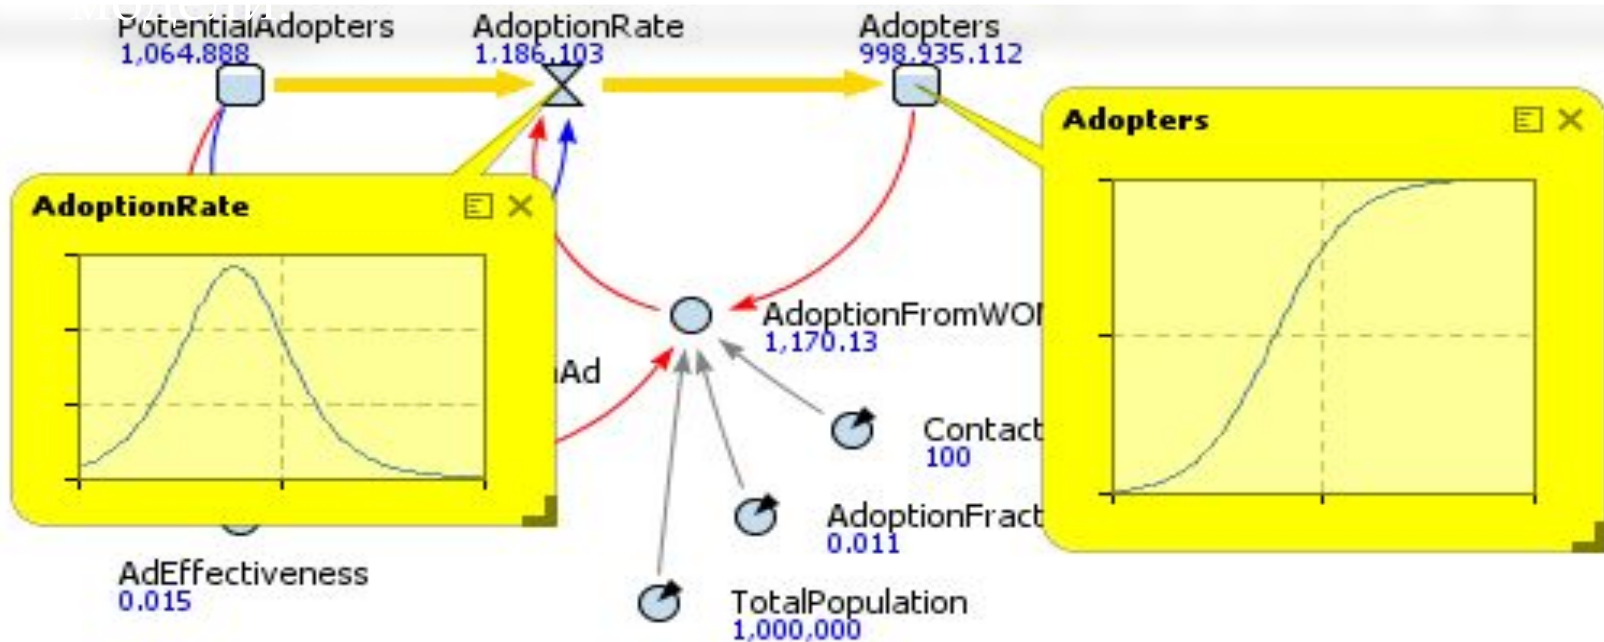 модели.
PotentialAdopters
1,064.888
AdoptionRate
1,186.103
Adopters
998,935.112
Adopters
AdoptionRate
AdoptionFromWO
1,170.13
Ad
Contact
100
AdoptionFract
0.011
AdEffectiveness
0.015
TotalPopulation
1,000,000